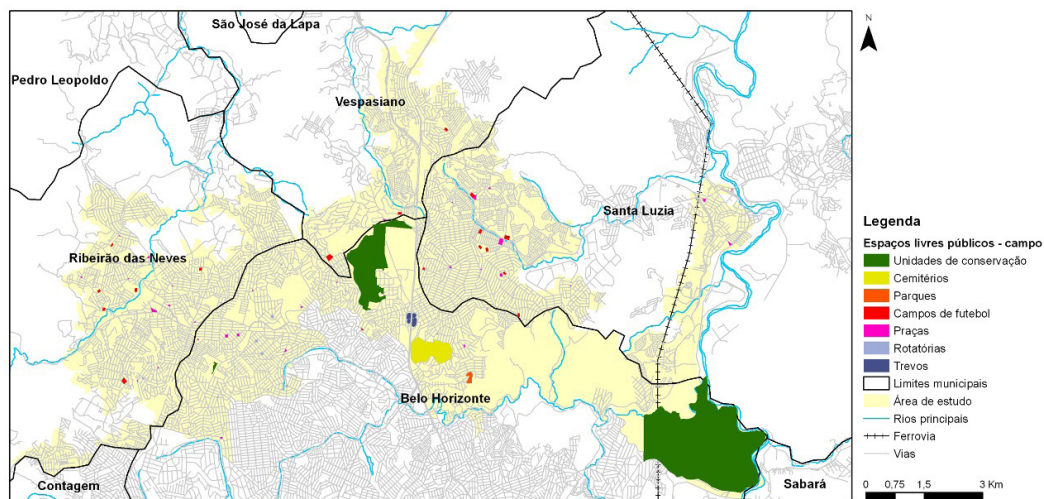 São José da Lapa
Pedro Leopoldo
Vespasiano
Santa Luzia
Ribeirão das Neves
Belo Horizonte
Contagem
Sabará
N
Legenda
Espaços livres públicos - campo
Unidades de conservação
Cemitérios
Parques
Campos de futebol
Praças
Rotatórias
Trevos
Limites municipais
Área de estudo
Rios principais
Ferrovia
Vias
0 0,75 1,5 3 Km